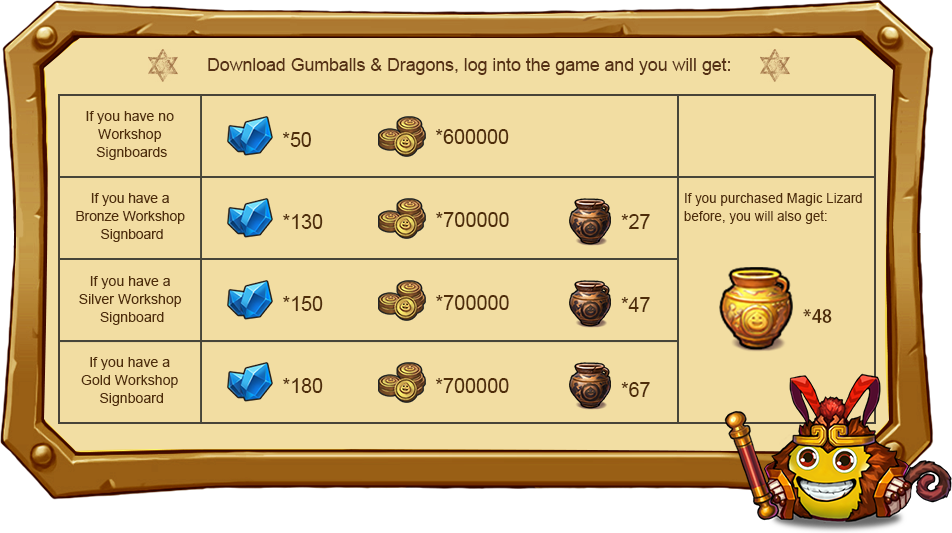 Download Gumballs & Dragons, log into the game and you will get:
If you have no
Workshop
Signboards
*50
*600000
If you have a
Bronze Workshop
Signboard
*130
*700000
*27
If you purchased Magic Lizard
before, you will also get:
*48
If you have a
Silver Workshop
Signboard
*150
*700000
*47
If you have a
Gold Workshop
Signboard
*180
*700000
*67